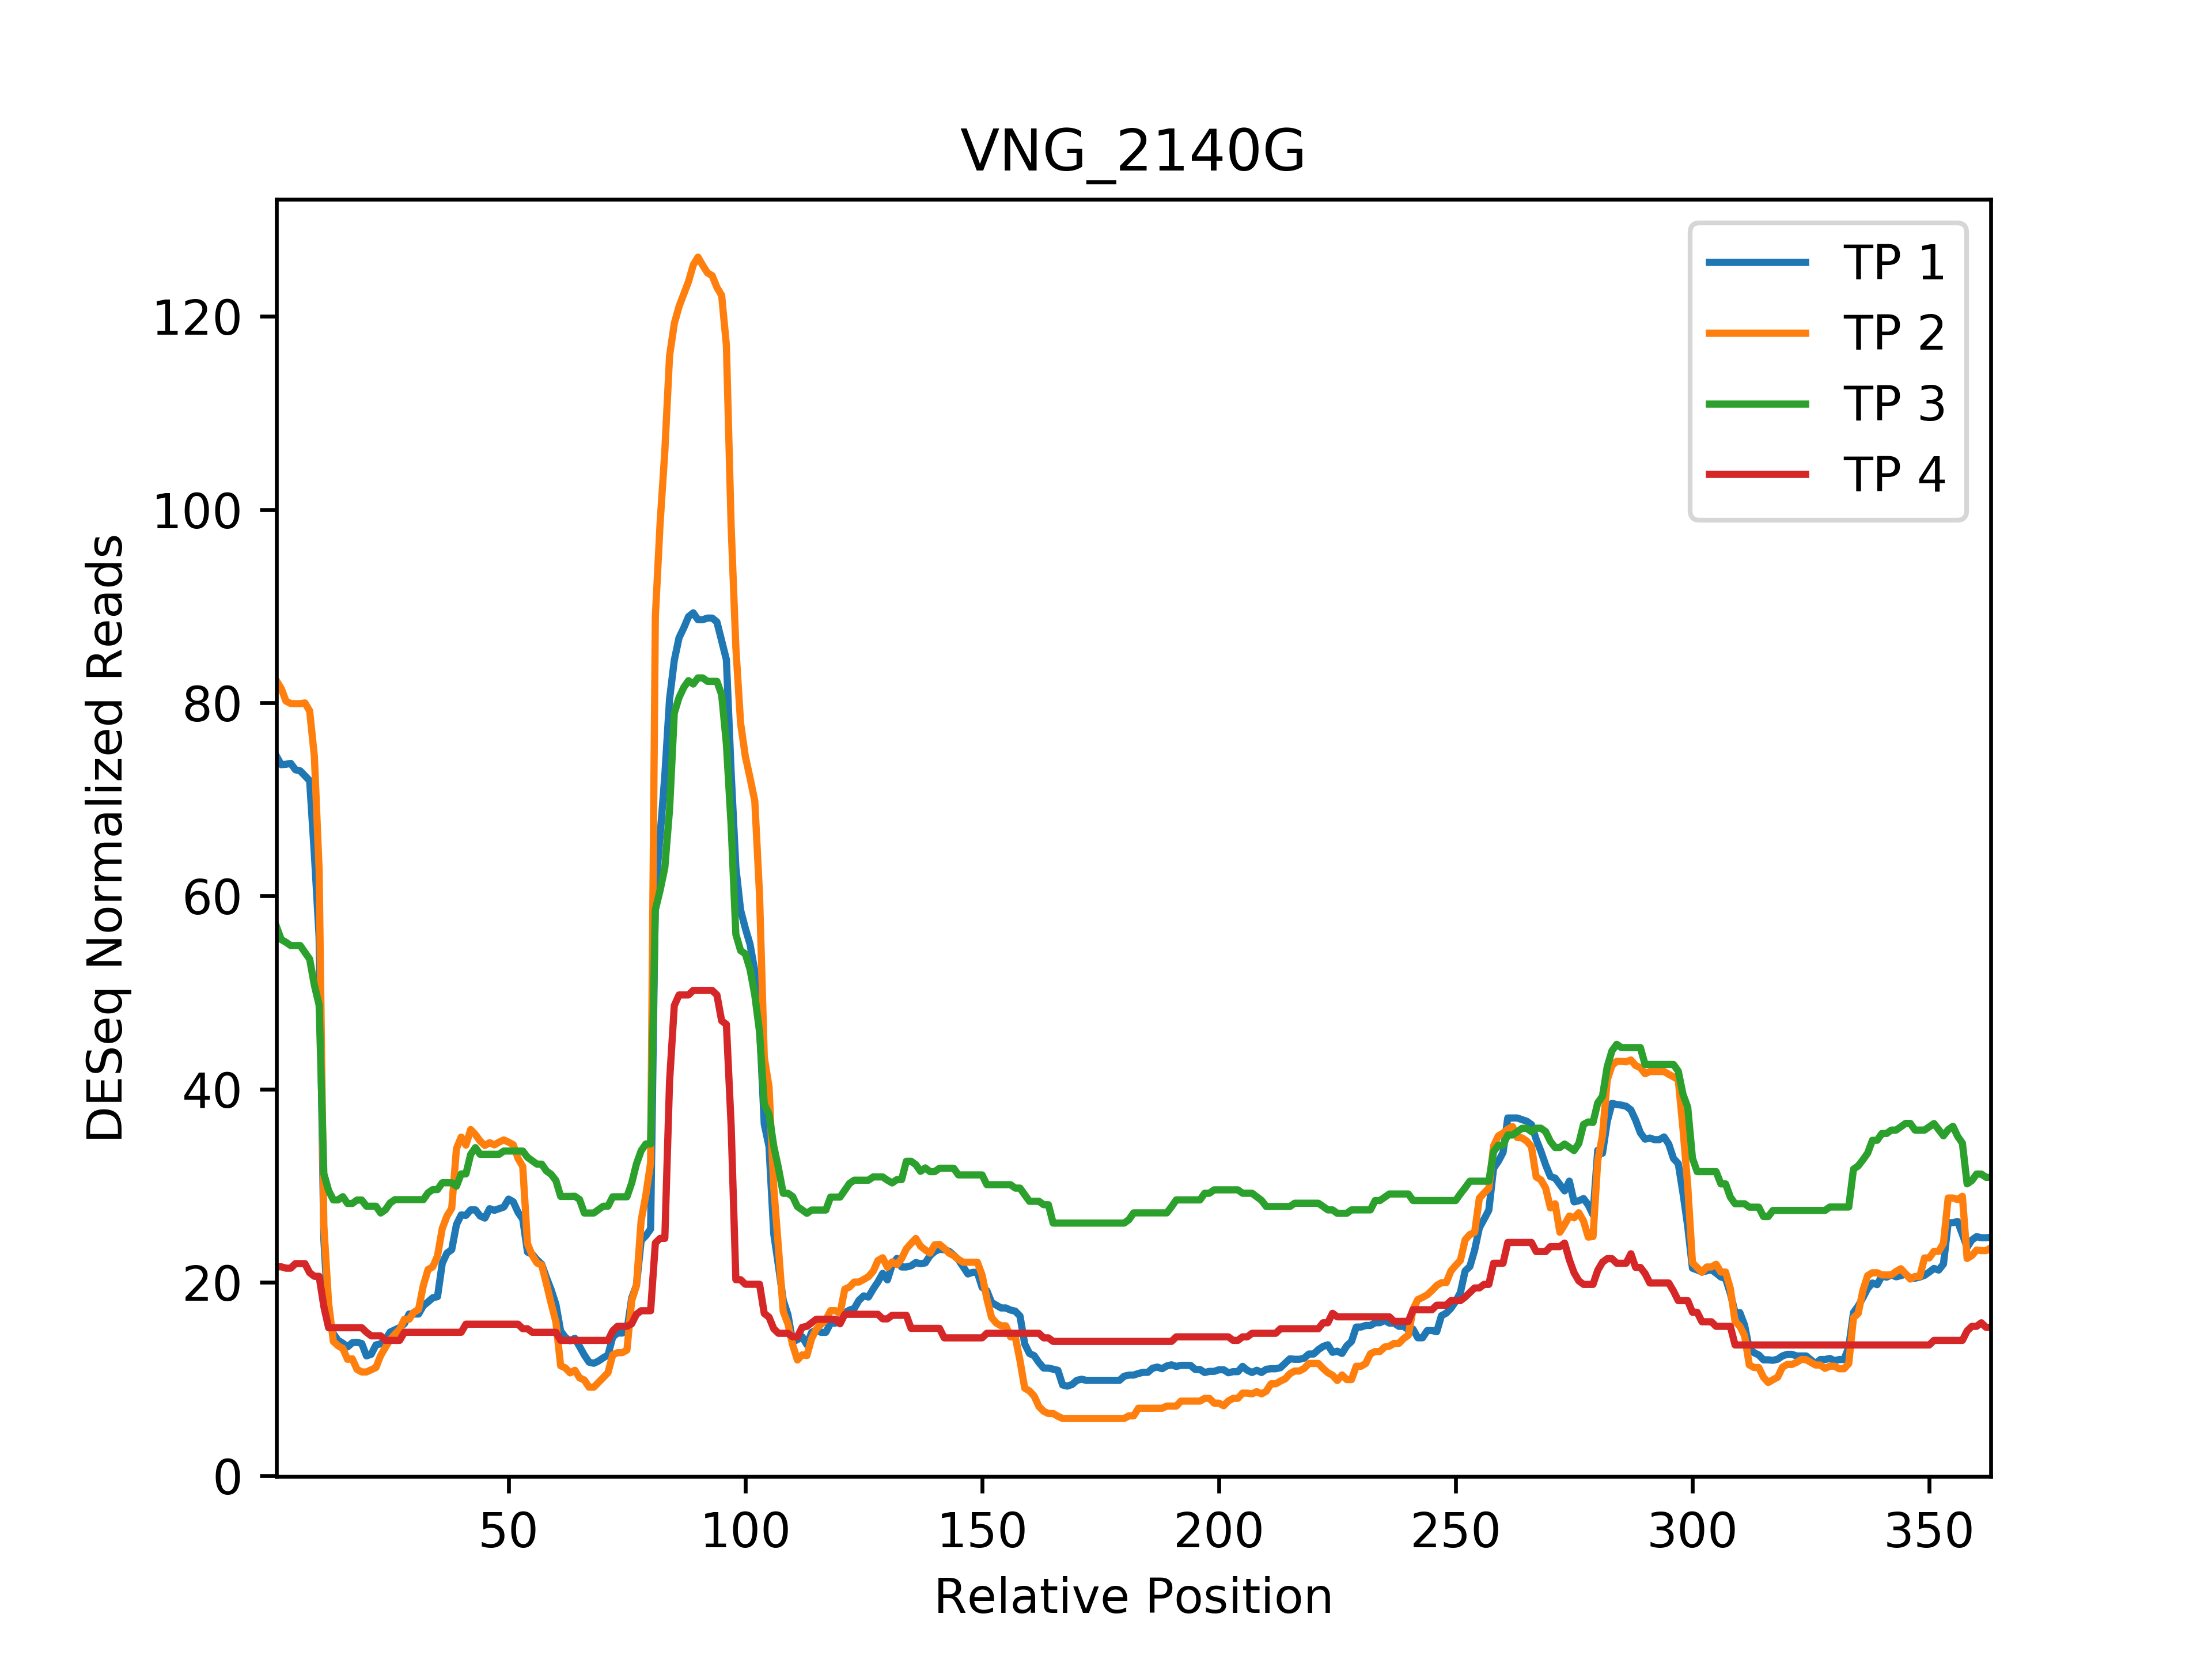 VNG_2140G
TP 1
TP 2
TP 3
TP 4
DESeq Normalized Reads
120
100
80
60
40
20
0
50 100 150 200 250 300 350
Relative Position